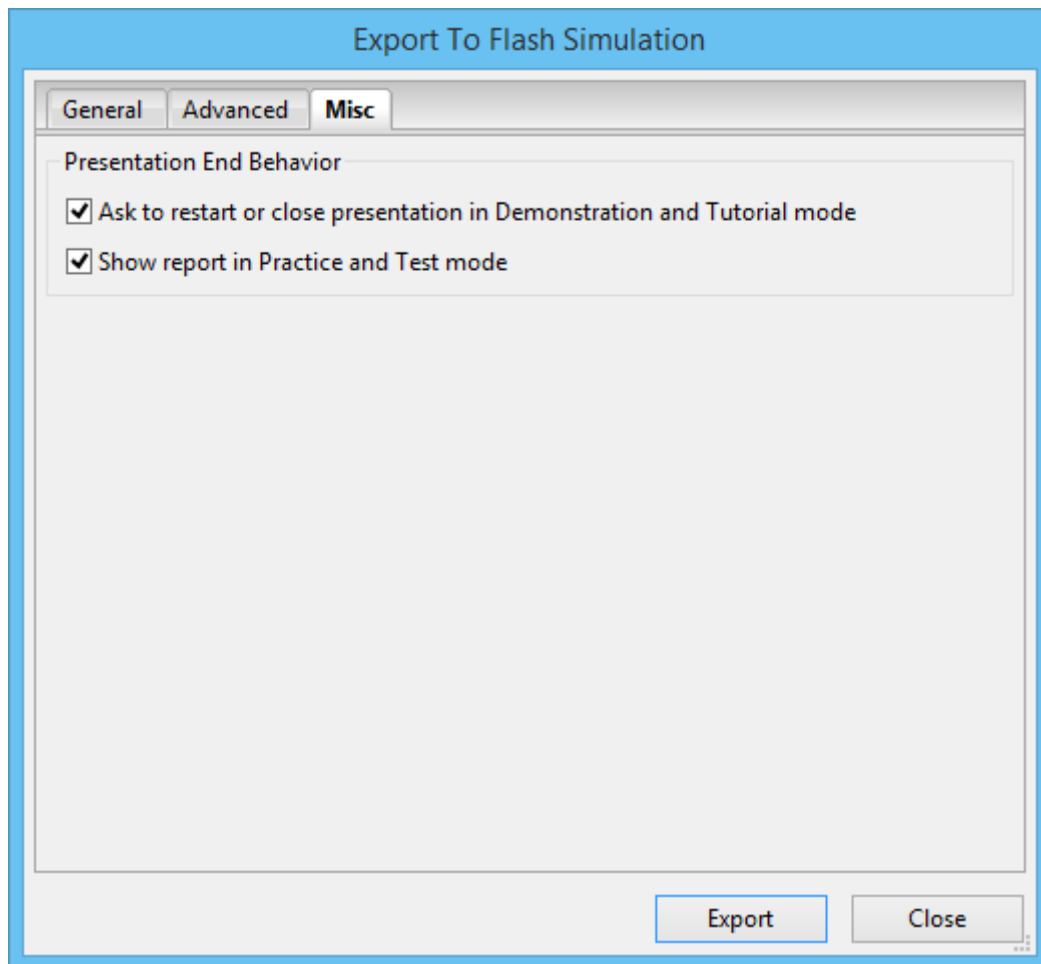 Export To Flash Simulation
General Advanced Misc
Presentation End Behavior
Ask to restart or close presentation in Demonstration and Tutorial mode
Show report in Practice and Test mode
Export Close